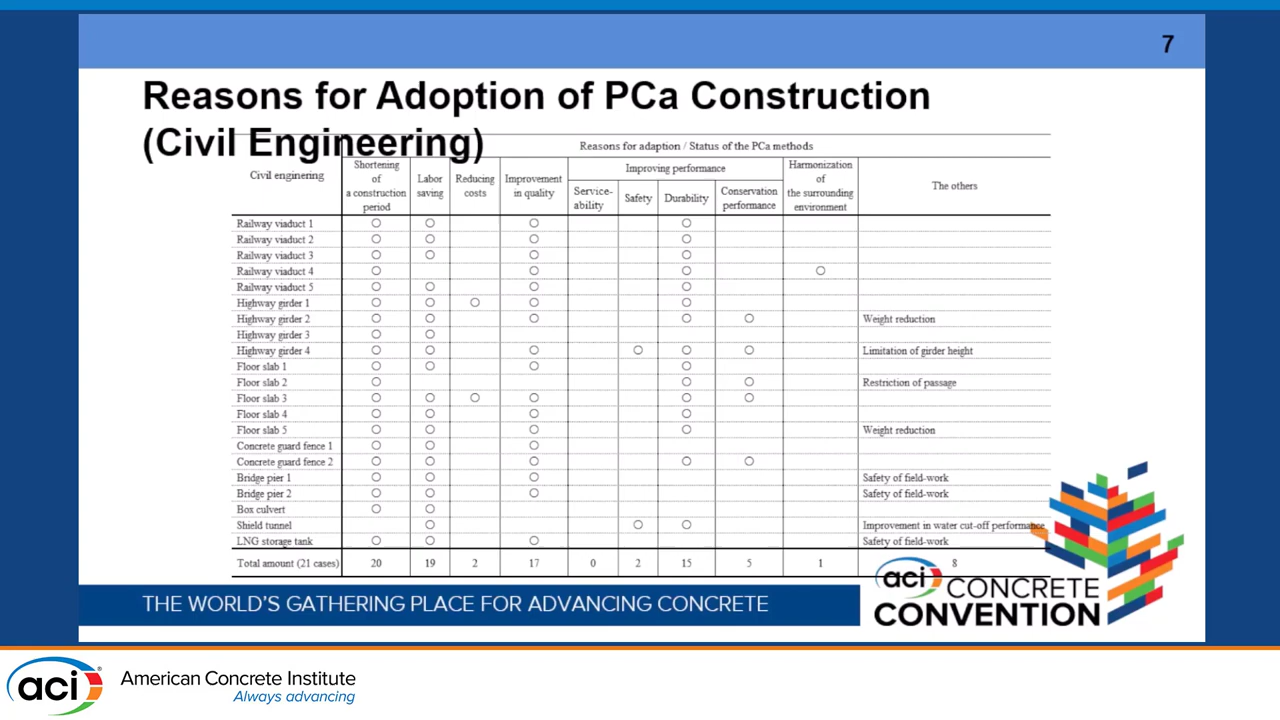 7
Reasons for Adoption of PCa Construction
(Civil Engineering)
Reasons for adaption / Status of the PCa methods
Civil enginering
Shortening
of
a construction
period
Labor
saving
Reducing
costs
Improvement
in quality
Improving performance
Service-
ability
Safety
Durability
Conservation
performance
Harmonization
of
the surrounding
environment
The others
Railway viaduct 1 ○ ○ ○ ○
Railway viaduct 2 ○ ○ ○ ○
Railway viaduct 3 ○ ○ ○ ○
Railway viaduct 4 ○ ○ ○ ○
Railway viaduct 5 ○ ○ ○ ○
Highway girder 1 ○ ○ ○ ○ ○
Highway girder 2 ○ ○ ○ ○ ○ Weight reduction
Highway girder 3 ○ ○
Highway girder 4 ○ ○ ○ ○ ○ ○ Limitation of girder height
Floor slab 1 ○ ○ ○ ○
Floor slab 2 ○ ○ ○ Restriction of passage
Floor slab 3 ○ ○ ○ ○ ○ ○
Floor slab 4 ○ ○ ○ ○
Floor slab 5 ○ ○ ○ ○ Weight reduction
Concrete guard fence 1 ○ ○ ○
Concrete guard fence 2 ○ ○ ○ ○ ○
Bridge pier 1 ○ ○ ○ Safety of field-work
Bridge pier 2 ○ ○ ○ Safety of field-work
Box culvert ○ ○
Shield tunnel ○ ○ ○ Improvement in water cut-off performance
LNG storage tank ○ ○ ○ Safety of field-work
Total amount (21 cases) 20 19 2 17 0 2 15 5 1 8
THE WORLD'S GATHERING PLACE FOR ADVANCING CONCRETE
aci CONCRETE
CONVENTION
aci®
American Concrete Institute
Always advancing